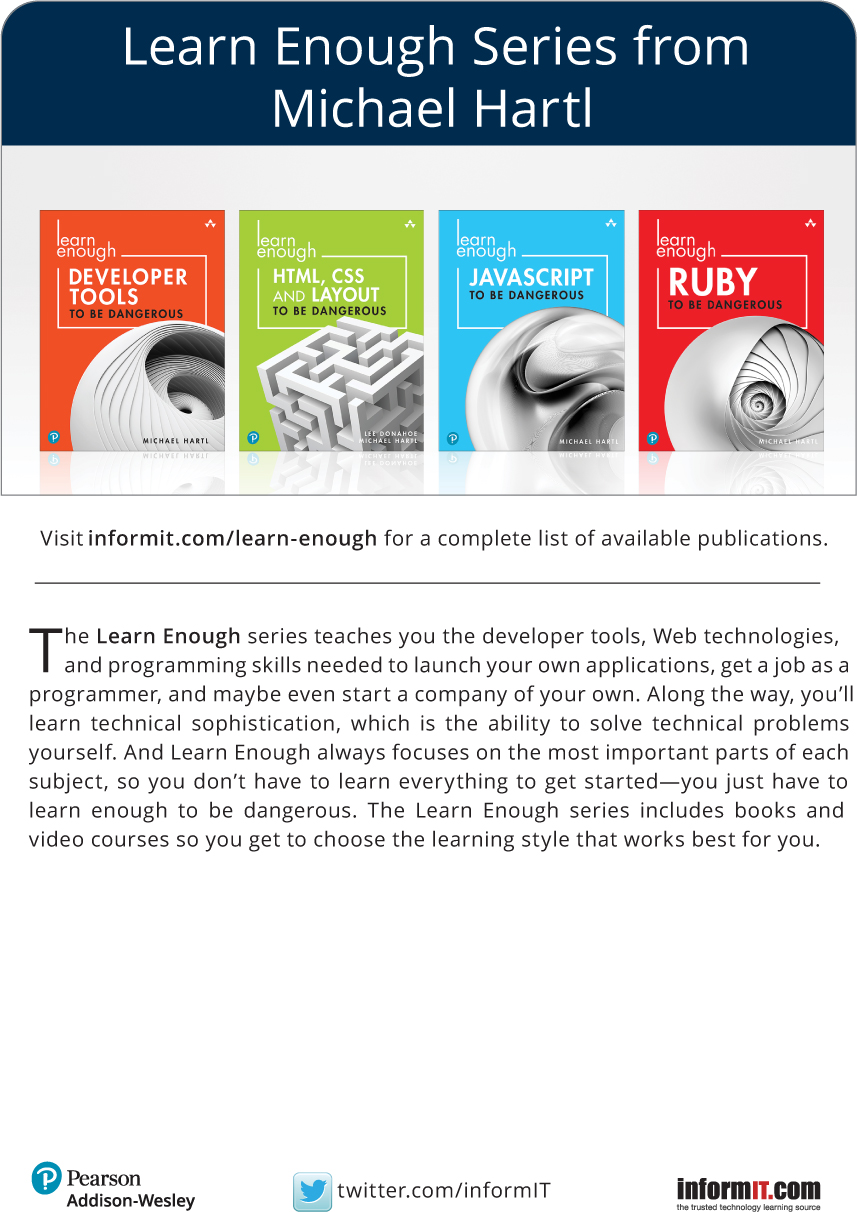 Learn Enough Series from
Michael Hartl
learn
enough
DEVELOPER
TOOLS
TO BE DANGEROUS
MICHAEL HARTL
learn
enough
HTML, CSS
AND LAYOUT
TO BE DANGEROUS
LEE DONAHOE
MICHAEL HARTL
learn
enough
JAVASCRIPT
TO BE DANGEROUS
MICHAEL HARTL
learn
enough
RUBY
TO BE DANGEROUS
MICHAEL HARTL
Visit informit.com/learn-enough for a complete list of available publications.
The Learn Enough series teaches you the developer tools, Web technologies,
and programming skills needed to launch your own applications, get a job as a
programmer, and maybe even start a company of your own. Along the way, you’ll
learn technical sophistication, which is the ability to solve technical problems
yourself. And Learn Enough always focuses on the most important parts of each
subject, so you don’t have to learn everything to get started—you just have to
learn enough to be dangerous. The Learn Enough series includes books and
video courses so you get to choose the learning style that works best for you.
P Pearson
Addison-Wesley
twitter.com/informIT
informIT.com
the trusted technology learning source